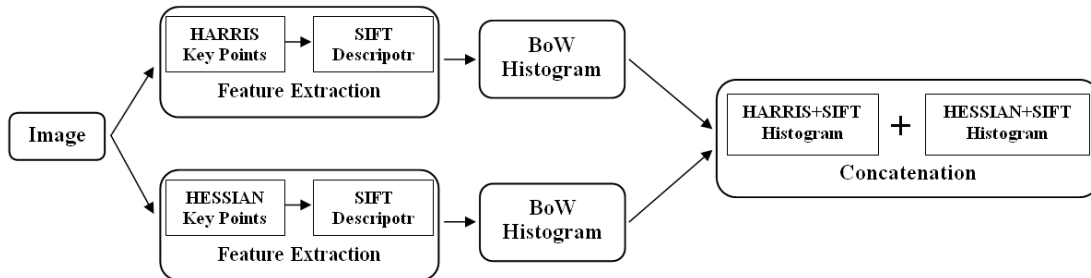 Image
HARRIS
Key Points
SIFT
Descripotr
Feature Extraction
BoW
Histogram
HESSIAN
Key Points
SIFT
Descripotr
Feature Extraction
BoW
Histogram
HARRIS+SIFT
Histogram
+
HESSIAN+SIFT
Histogram
Concatenation